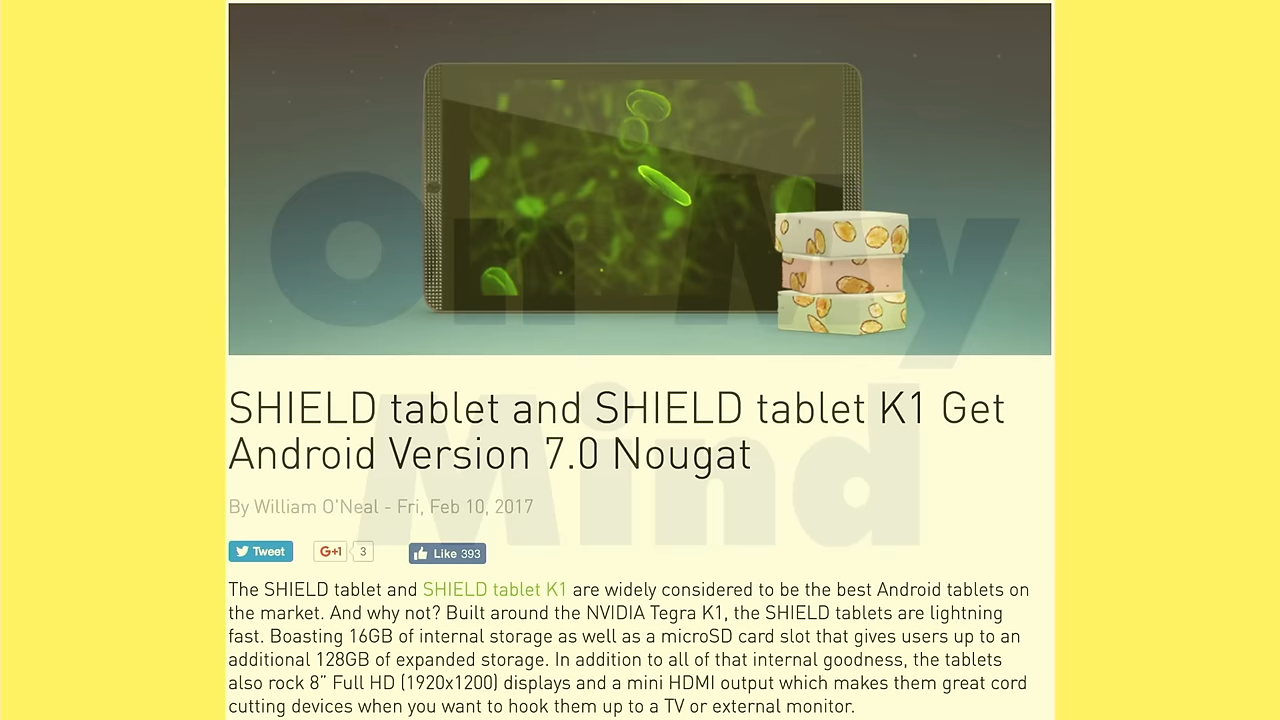 On My
Mind
SHIELD tablet and SHIELD tablet K1 Get
Android Version 7.0 Nougat
By William O'Neal - Fri, Feb 10, 2017
Tweet G+1 3 Like 393
The SHIELD tablet and SHIELD tablet K1 are widely considered to be the best Android tablets on
the market. And why not? Built around the NVIDIA Tegra K1, the SHIELD tablets are lightning
fast. Boasting 16GB of internal storage as well as a microSD card slot that gives users up to an
additional 128GB of expanded storage. In addition to all of that internal goodness, the tablets
also rock 8” Full HD (1920x1200) displays and a mini HDMI output which makes them great cord
cutting devices when you want to hook them up to a TV or external monitor.